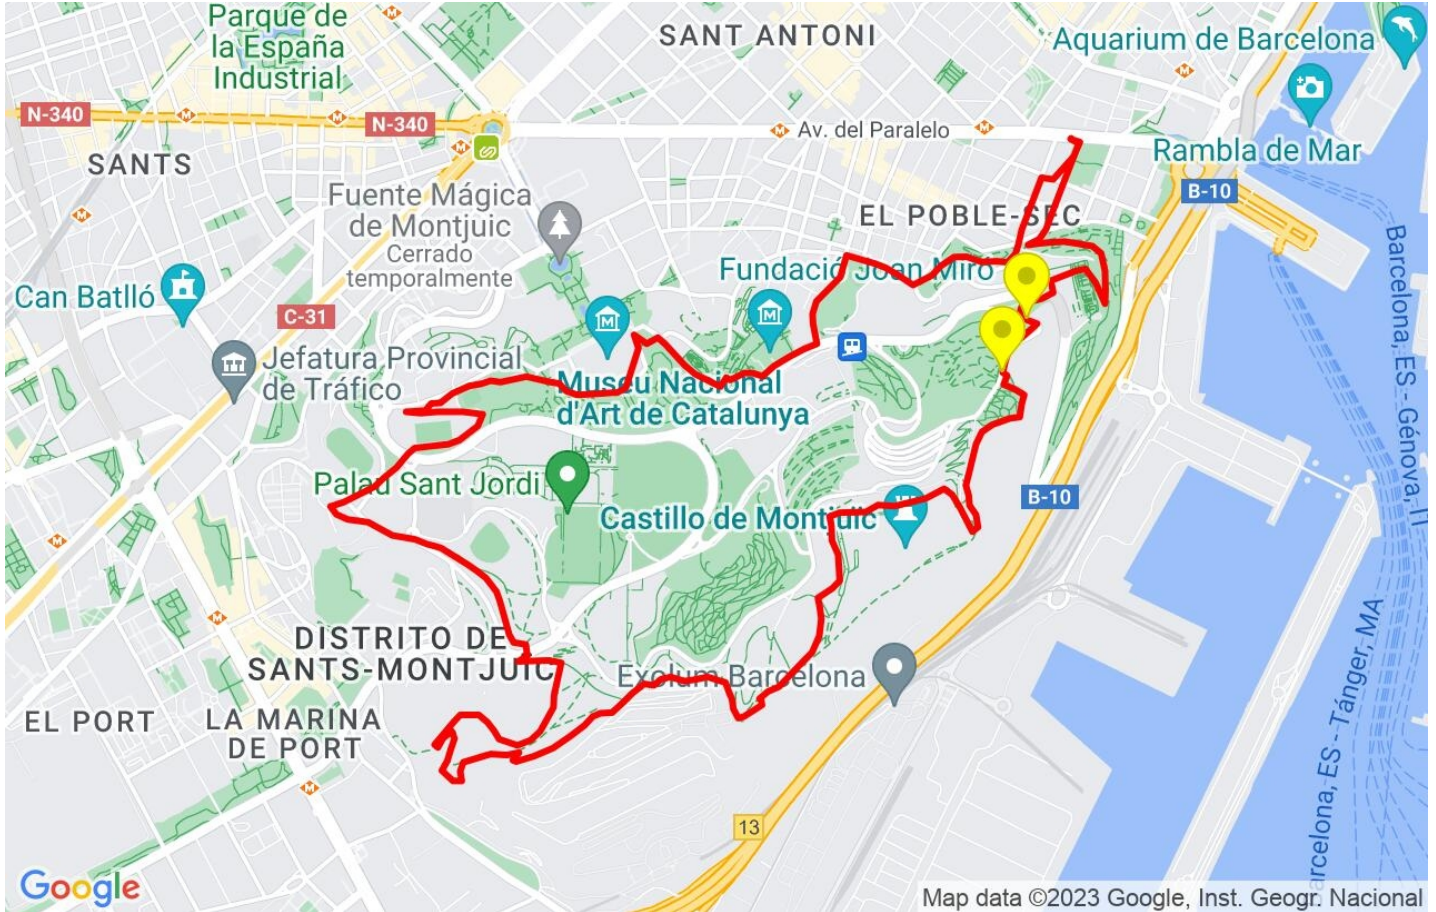 Parque de
la España
Industrial
SANT ANTONI
Aquarium de Barcelona
N-340
N-340
Av. del Paralelo
SANTS
Rambla de Mar
B-10
Fuente Mágica
de Montjuic
Cerrado
temporalmente
EL POBLE-SEC
Fundació Joan Miró
Can Batlló
C-31
Jefatura Provincial
de Tráfico
Museu Nacional
d'Art de Catalunya
Barcelona, ES - Génova, IT
Palau Sant Jordi
B-10
Castillo de Montjuic
DISTRITO DE
SANTS-MONTJUIC
Exolum Barcelona
EL PORT
LA MARINA
DE PORT
Barcelona, ES - Tánger, MA
13
Google
Map data ©2023 Google, Inst. Geogr. Nacional